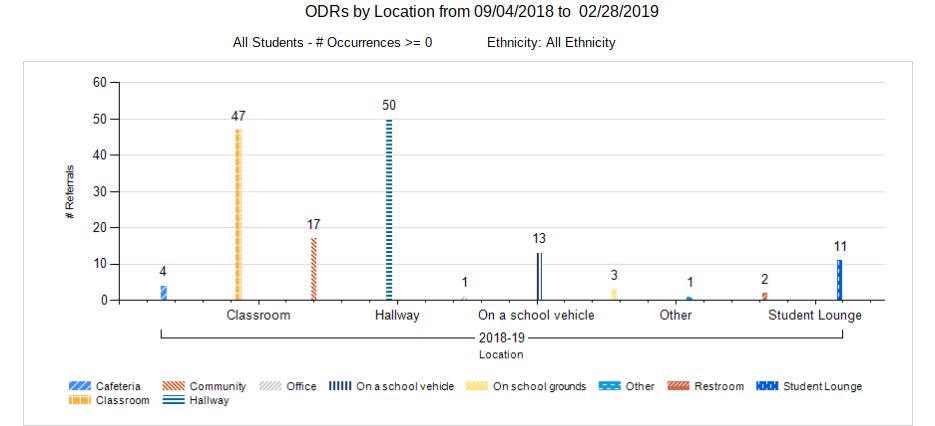 ODRs by Location from 09/04/2018 to 02/28/2019
All Students - # Occurrences >= 0 Ethnicity: All Ethnicity
60
50
40
30
20
10
0
# Referrals
4
47
17
50
1
13
3
1
2
11
Classroom Hallway On a school vehicle Other Student Lounge
2018-19
Location
Cafeteria Community Office On a school vehicle On school grounds Other Restroom Student Lounge
Classroom Hallway